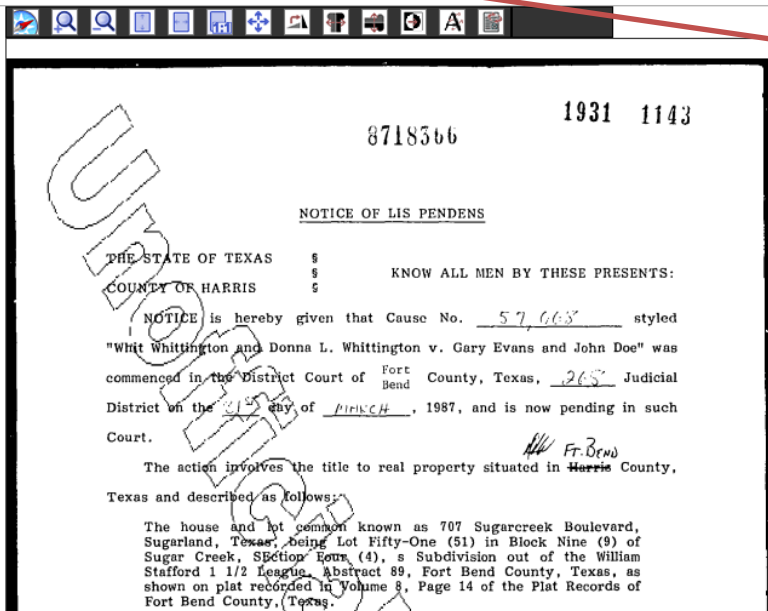 1:1
A
1931 1143
8718366
NOTICE OF LIS PENDENS
THE STATE OF TEXAS §
§ KNOW ALL MEN BY THESE PRESENTS:
COUNTY OF HARRIS §
NOTICE is hereby given that Cause No. 57,668 styled
"Whit Whittington and Donna L. Whittington v. Gary Evans and John Doe" was
commenced in the District Court of Fort Bend County, Texas, 268 Judicial
District on the day of MARCH, 1987, and is now pending in such
Court.
FT. BEND
The action involves the title to real property situated in Harris County,
Texas and described as follows:
The house and lot common known as 707 Sugarcreek Boulevard,
Sugarland, Texas, being Lot Fifty-One (51) in Block Nine (9) of
Sugar Creek, SEction Four (4), s Subdivision out of the William
Stafford 1 1/2 League, Abstract 89, Fort Bend County, Texas, as
shown on plat recorded in Volume 8, Page 14 of the Plat Records of
Fort Bend County, Texas.
Unoffici